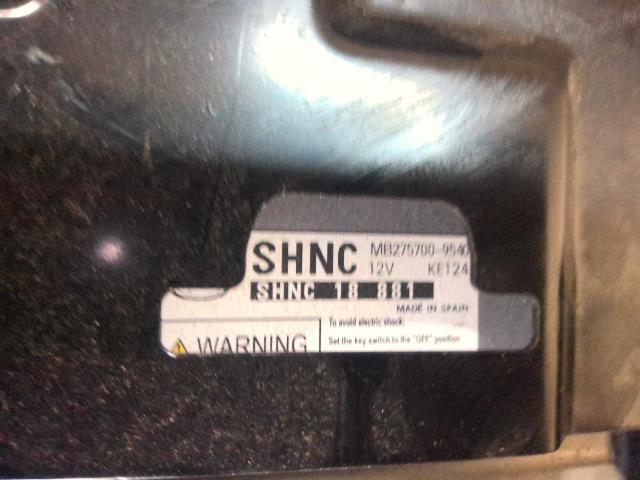 SHNC MB275700-9540
12V KE124
SHNC 18 881
MADE IN SPAIN
WARNING
To avoid electric shock:
Set the key switch to the "OFF" position